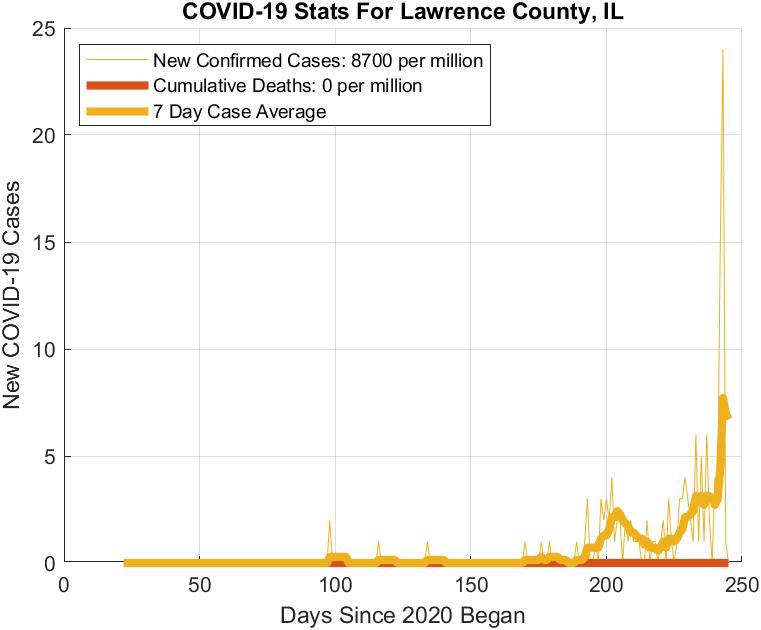 COVID-19 Stats For Lawrence County, IL
New Confirmed Cases: 8700 per million
Cumulative Deaths: 0 per million
7 Day Case Average
New COVID-19 Cases
25
20
15
10
5
0
0 50 100 150 200 250
Days Since 2020 Began